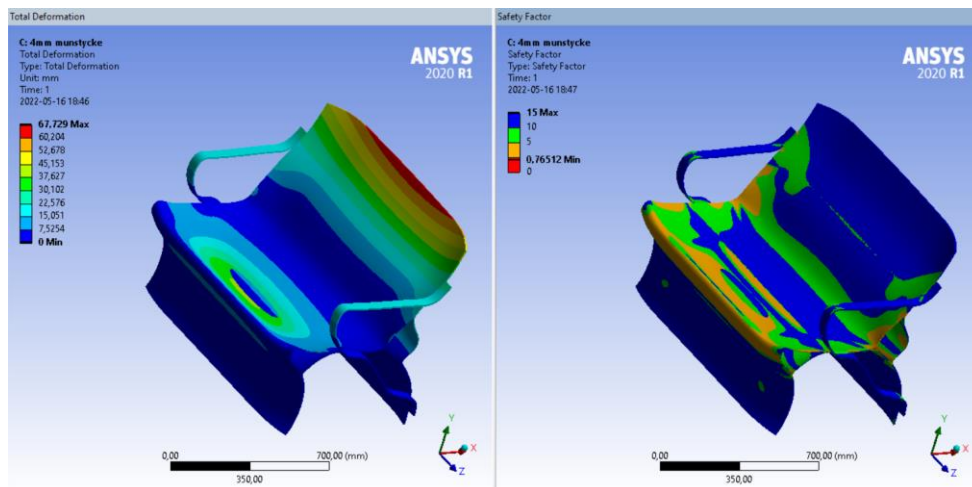 Total Deformation
C: 4mm munstycke
Total Deformation
Type: Total Deformation
Unit: mm
Time: 1
2022-05-16 18:46
67,729 Max
60,204
52,678
45,153
37,627
30,102
22,576
15,051
7,5254
0 Min
ANSYS
2020 R1
0,00
700,00 (mm)
350,00
Y
X
Z
Safety Factor
C: 4mm munstycke
Safety Factor
Type: Safety Factor
Time: 1
2022-05-16 18:47
15 Max
10
5
0,76512 Min
0
ANSYS
2020 R1
0,00
700,00 (mm)
350,00
Y
X
Z